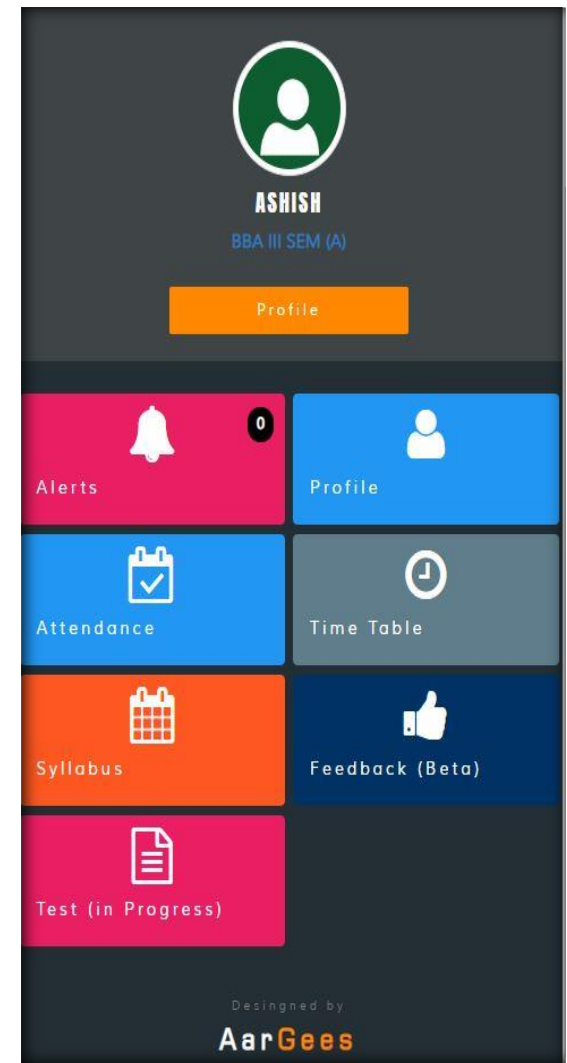 ASHISH
BBA III SEM (A)
Profile
0
Alerts
Profile
Attendance
Time Table
Syllabus
Feedback (Beta)
Test (in Progress)
Desingned by
AarGees